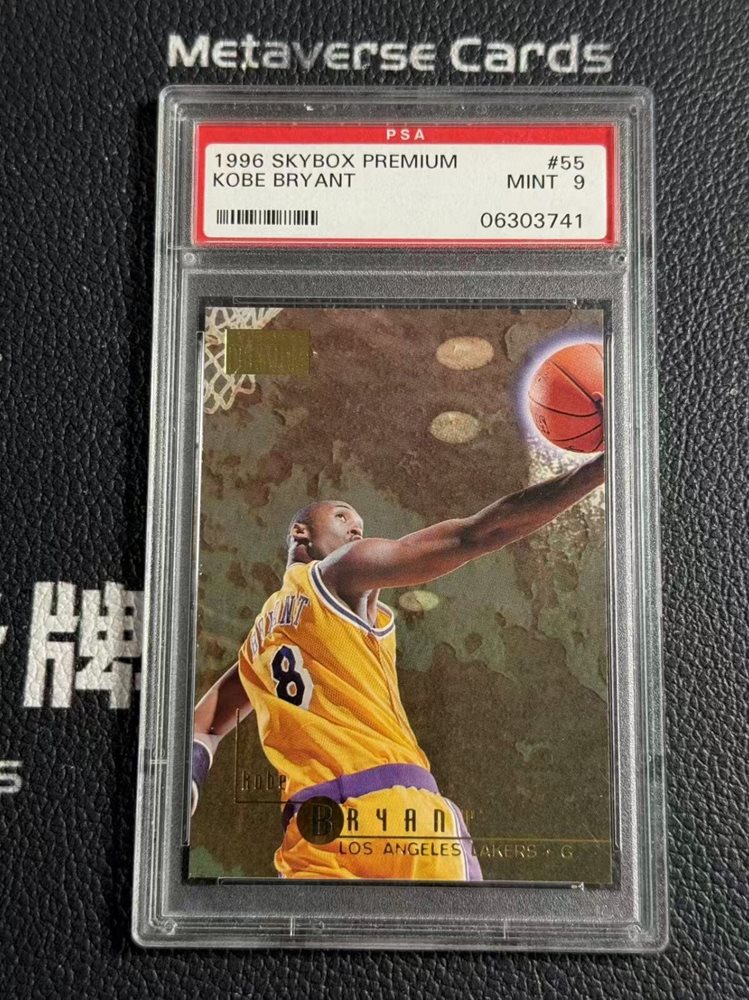 Metaverse Cards
PSA
1996 SKYBOX PREMIUM #55
KOBE BRYANT MINT 9
06303741
BRYANT
8
牌
s
kobe
BRYANT
LOS ANGELES LAKERS · G